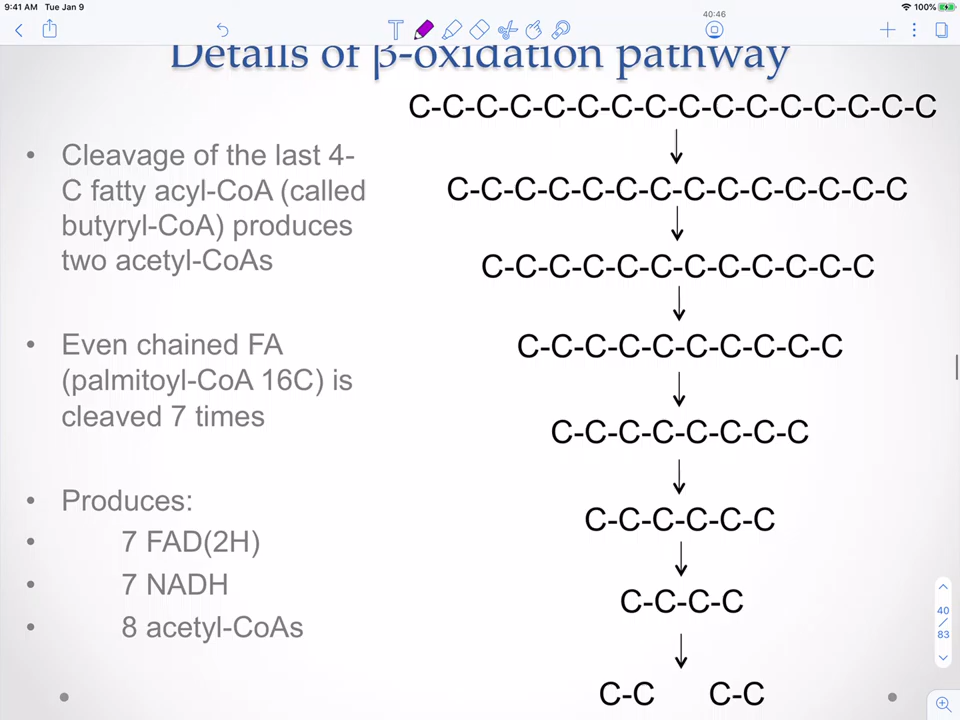 9:41 AM Tue Jan 9
40:46
100%
Details of β-oxidation pathway
• Cleavage of the last 4-
C fatty acyl-CoA (called
butyryl-CoA) produces
two acetyl-CoAs
• Even chained FA
(palmitoyl-CoA 16C) is
cleaved 7 times
• Produces:
• 7 FAD(2H)
• 7 NADH
• 8 acetyl-CoAs
C-C-C-C-C-C-C-C-C-C-C-C-C-C-C-C
C-C-C-C-C-C-C-C-C-C-C-C-C-C
C-C-C-C-C-C-C-C-C-C-C-C
C-C-C-C-C-C-C-C-C-C
C-C-C-C-C-C-C-C
C-C-C-C-C-C
C-C-C-C
C-C C-C
40
/
83